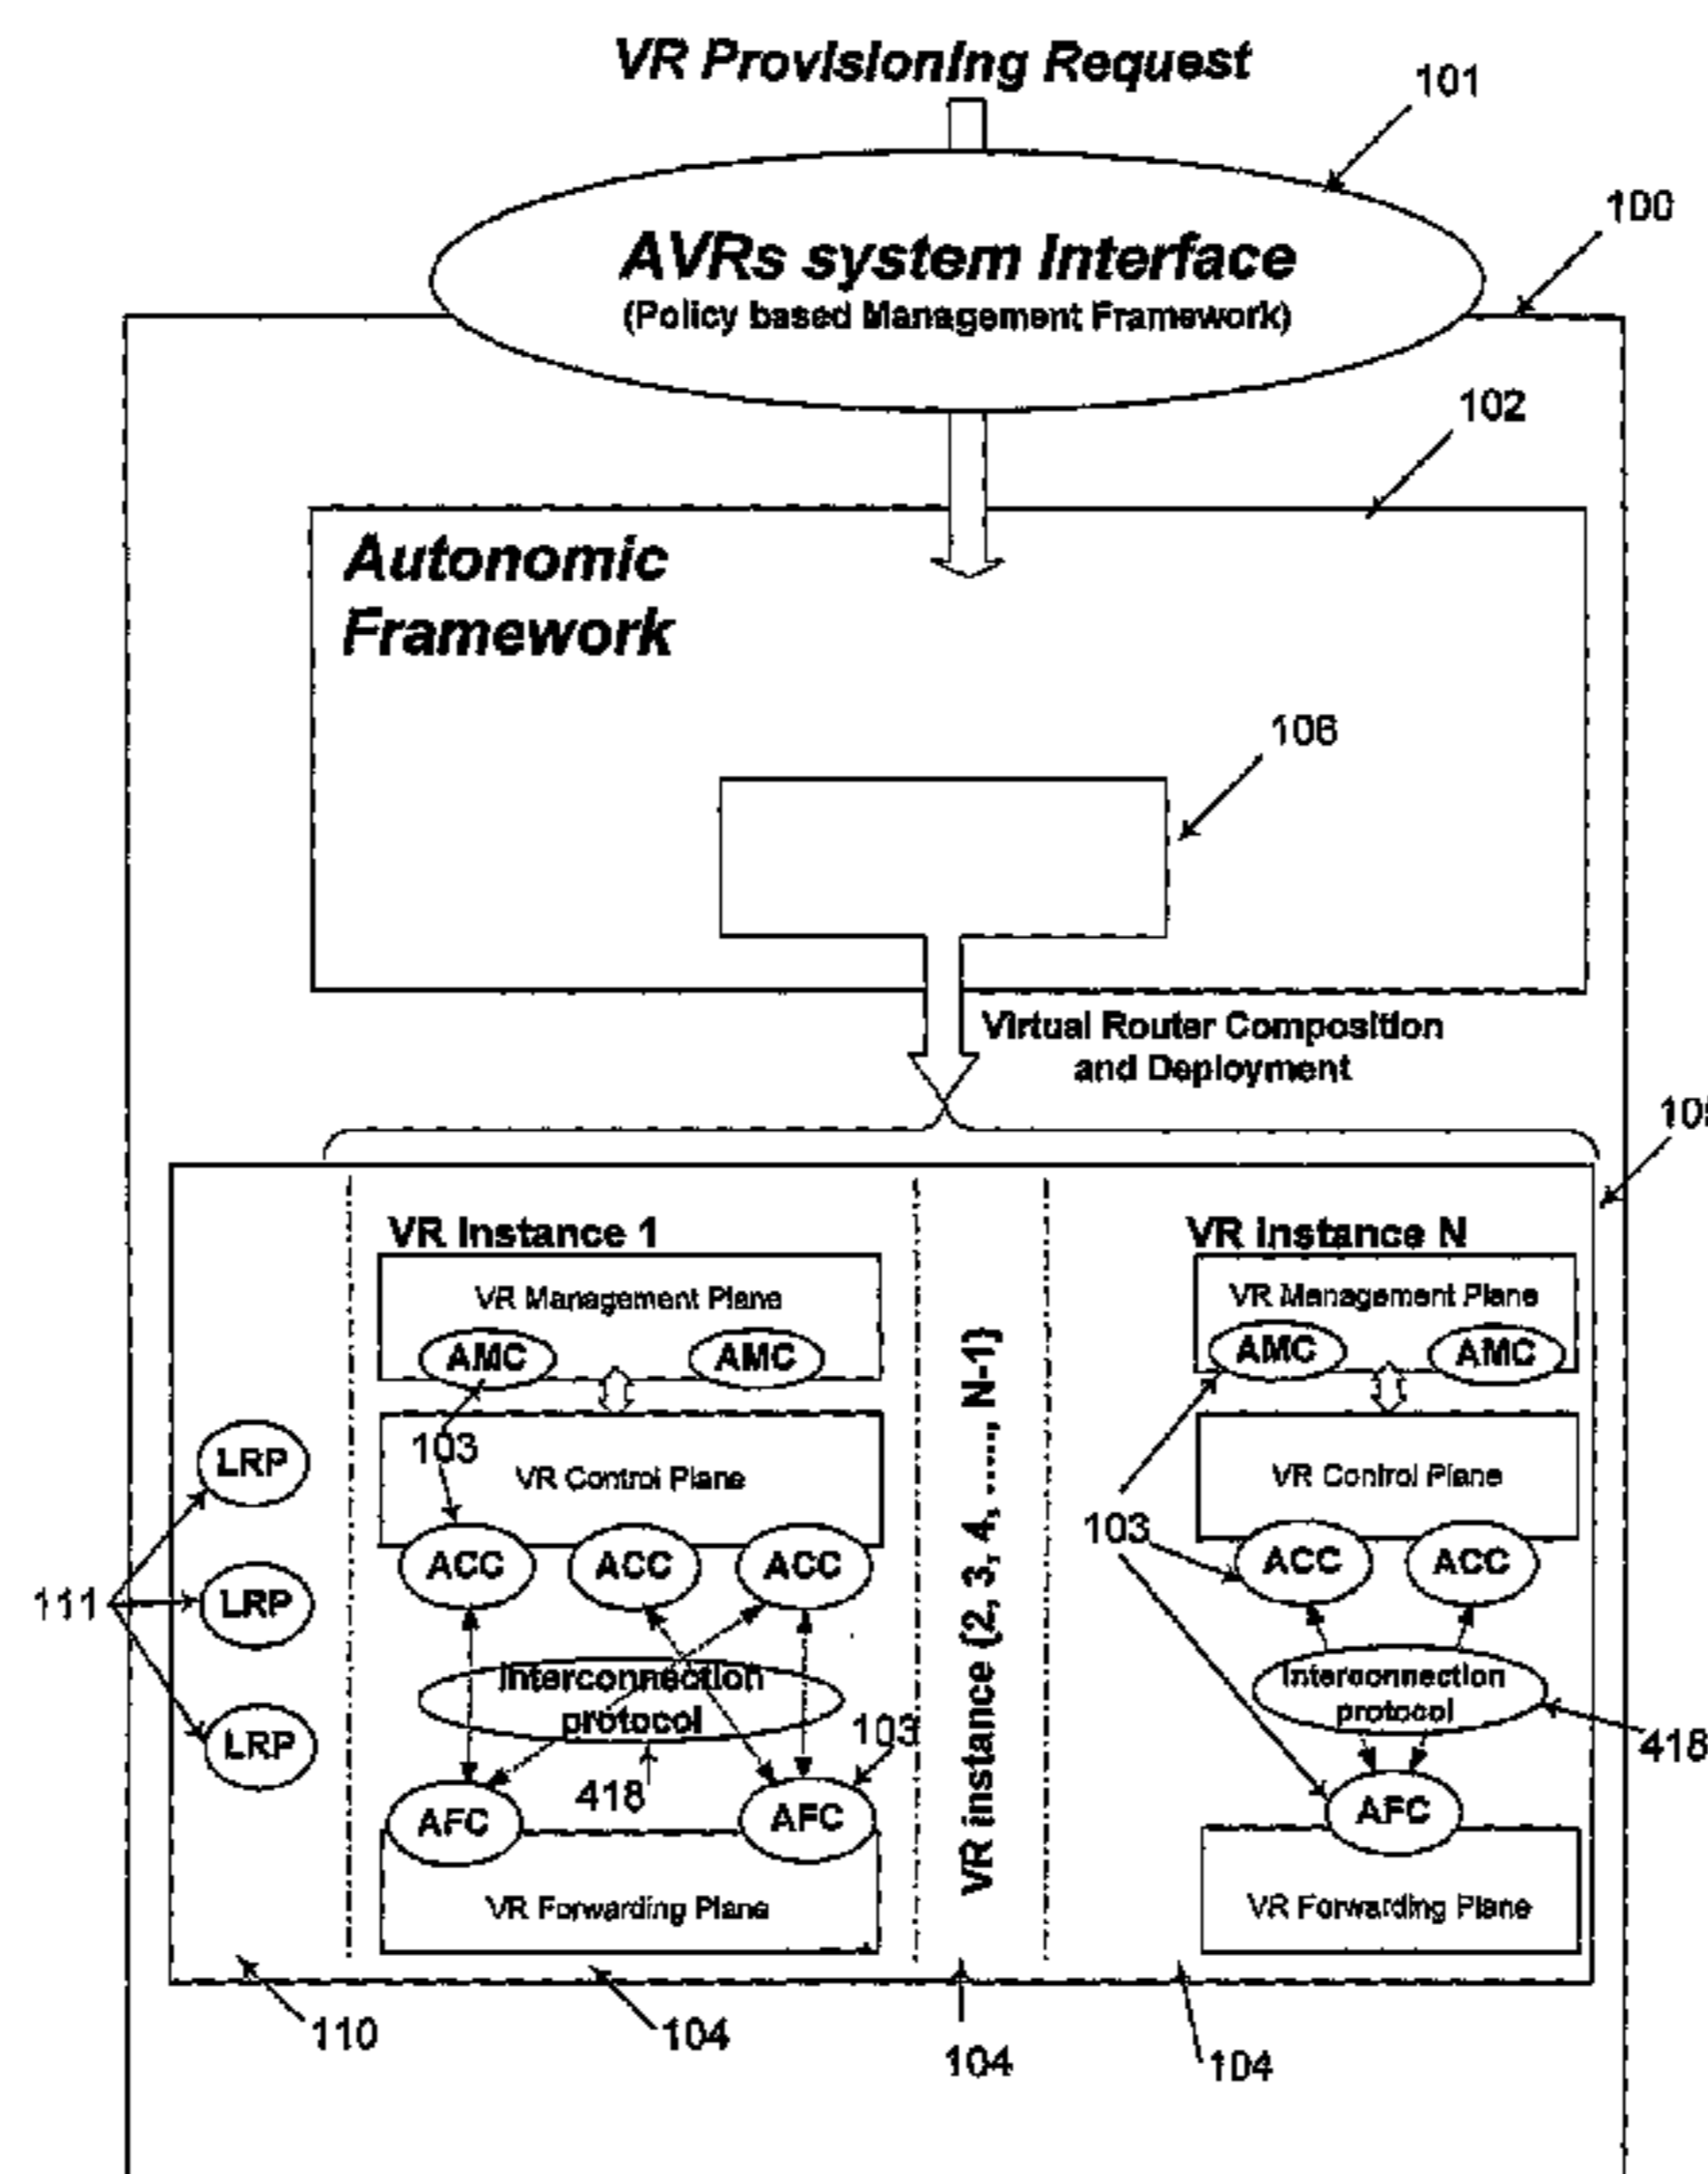 VR Provisioning Request
101
100
AVRs system Interface
(Policy based Management Framework)
102
Autonomic
Framework
106
Virtual Router Composition
and Deployment
VR Instance 1
VR instance N
VR Management Plane
VR Management Plane
AMC
AMC
AMC
AMC
103
LRP
VR Control Plane
VR Control Plane
103
ACC
ACC
ACC
ACC
ACC
VR instance {2, 3, 4, ....., N-1}
111
LRP
Interconnection
protocol
Interconnection
protocol
103
418
LRP
418
AFC
AFC
AFC
VR Forwarding Plane
VR Forwarding Plane
110
104
104
104